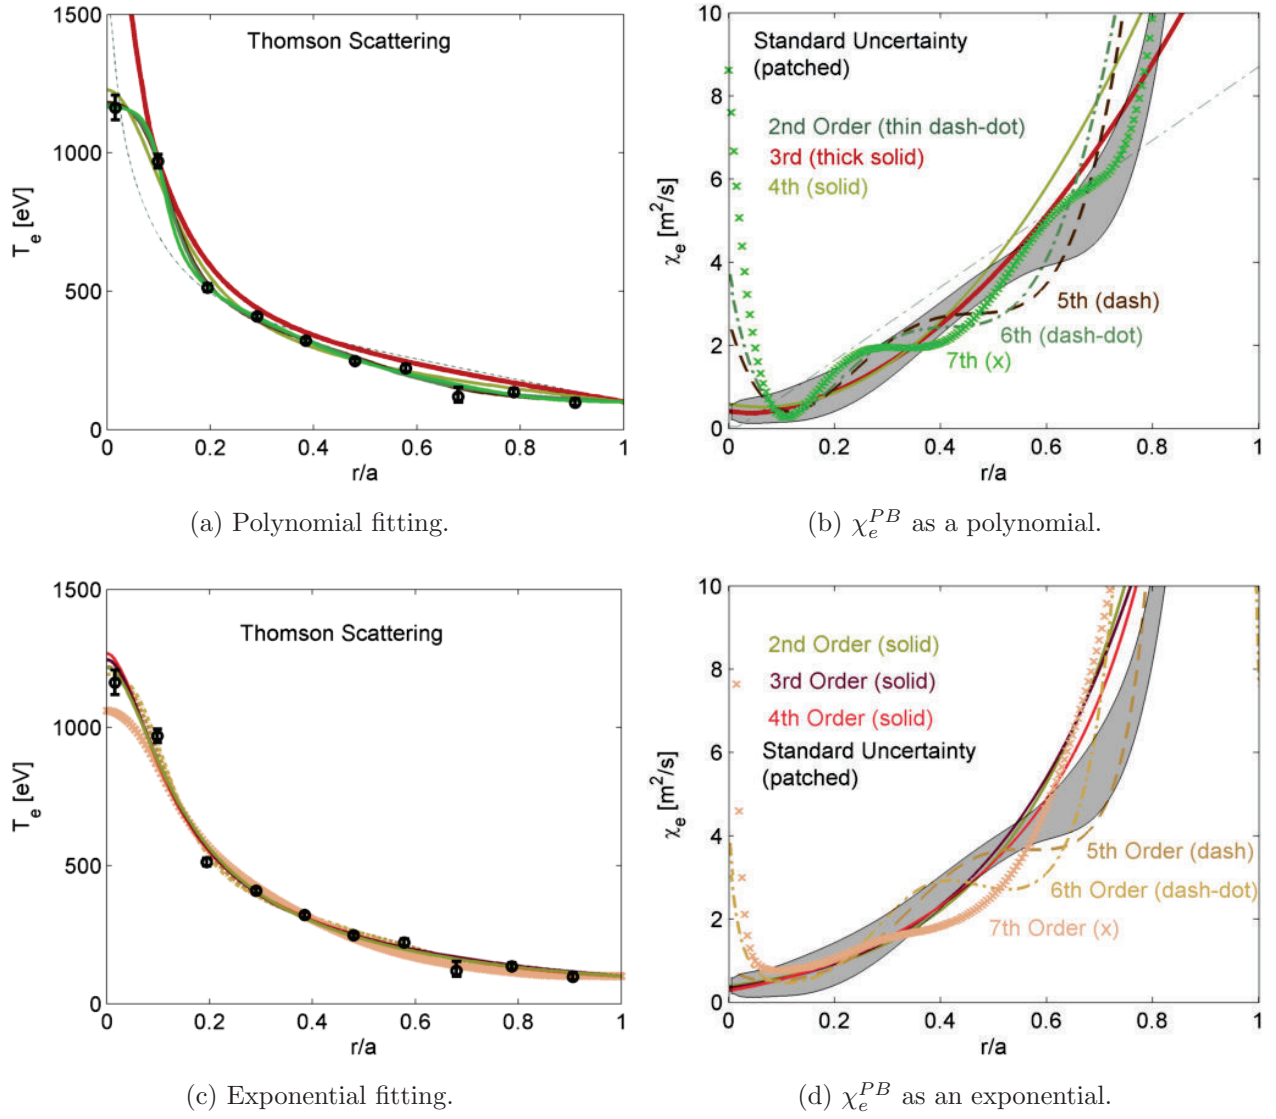 1500
1000
500
0
T_e [eV]
Thomson Scattering
0 0.2 0.4 0.6 0.8 1
r/a
(a) Polynomial fitting.
10
8
6
4
2
0
χ_e [m²/s]
Standard Uncertainty
(patched)
2nd Order (thin dash-dot)
3rd (thick solid)
4th (solid)
5th (dash)
6th (dash-dot)
7th (x)
0 0.2 0.4 0.6 0.8 1
r/a
(b) χ_e^{PB} as a polynomial.
1500
1000
500
0
T_e [eV]
Thomson Scattering
0 0.2 0.4 0.6 0.8 1
r/a
(c) Exponential fitting.
10
8
6
4
2
0
χ_e [m²/s]
2nd Order (solid)
3rd Order (solid)
4th Order (solid)
Standard Uncertainty
(patched)
5th Order (dash)
6th Order (dash-dot)
7th Order (x)
0 0.2 0.4 0.6 0.8 1
r/a
(d) χ_e^{PB} as an exponential.